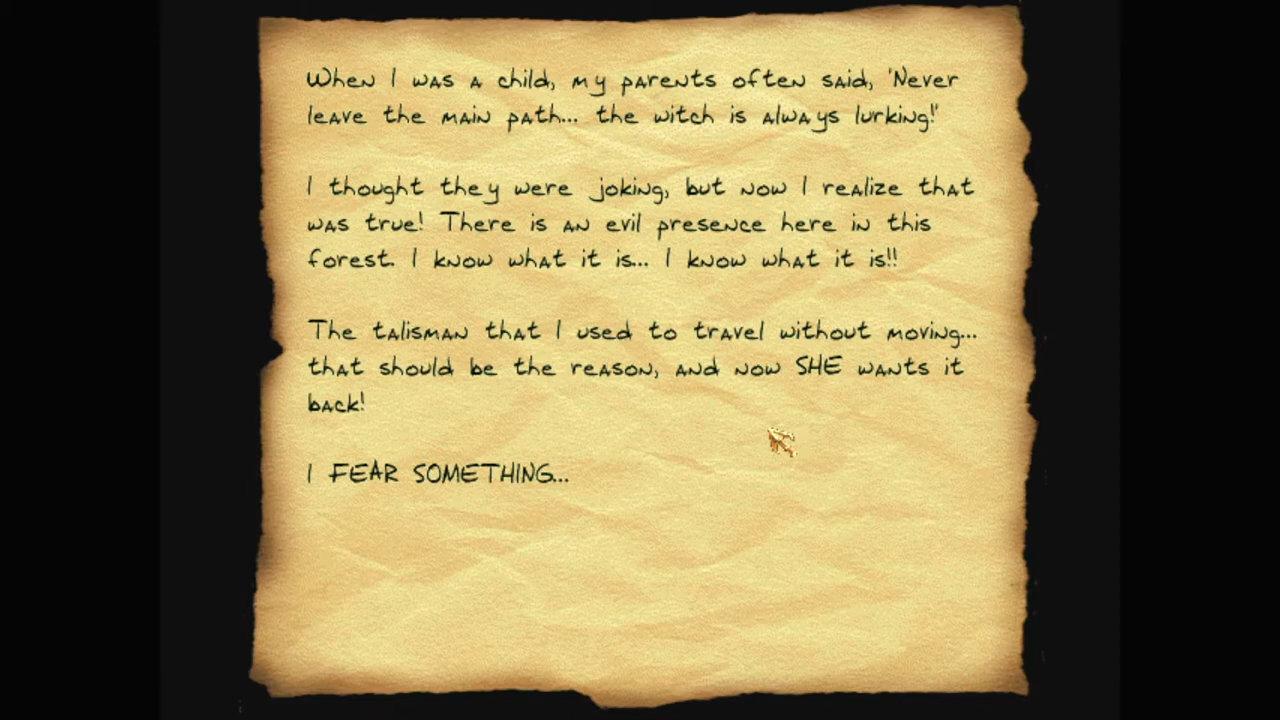 When I was a child, my parents often said, 'Never
leave the main path... the witch is always lurking!'
I thought they were joking, but now I realize that
was true! There is an evil presence here in this
forest. I know what it is... I know what it is!!
The talisman that I used to travel without moving...
that should be the reason, and now SHE wants it
back!
I FEAR SOMETHING...